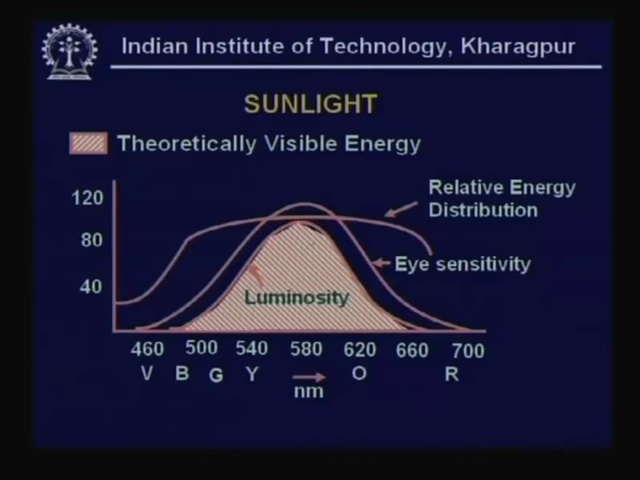 Indian Institute of Technology, Kharagpur
SUNLIGHT
Theoretically Visible Energy
120
80
40
Relative Energy
Distribution
Eye sensitivity
Luminosity
460 500 540 580 620 660 700
V B G Y O R
nm